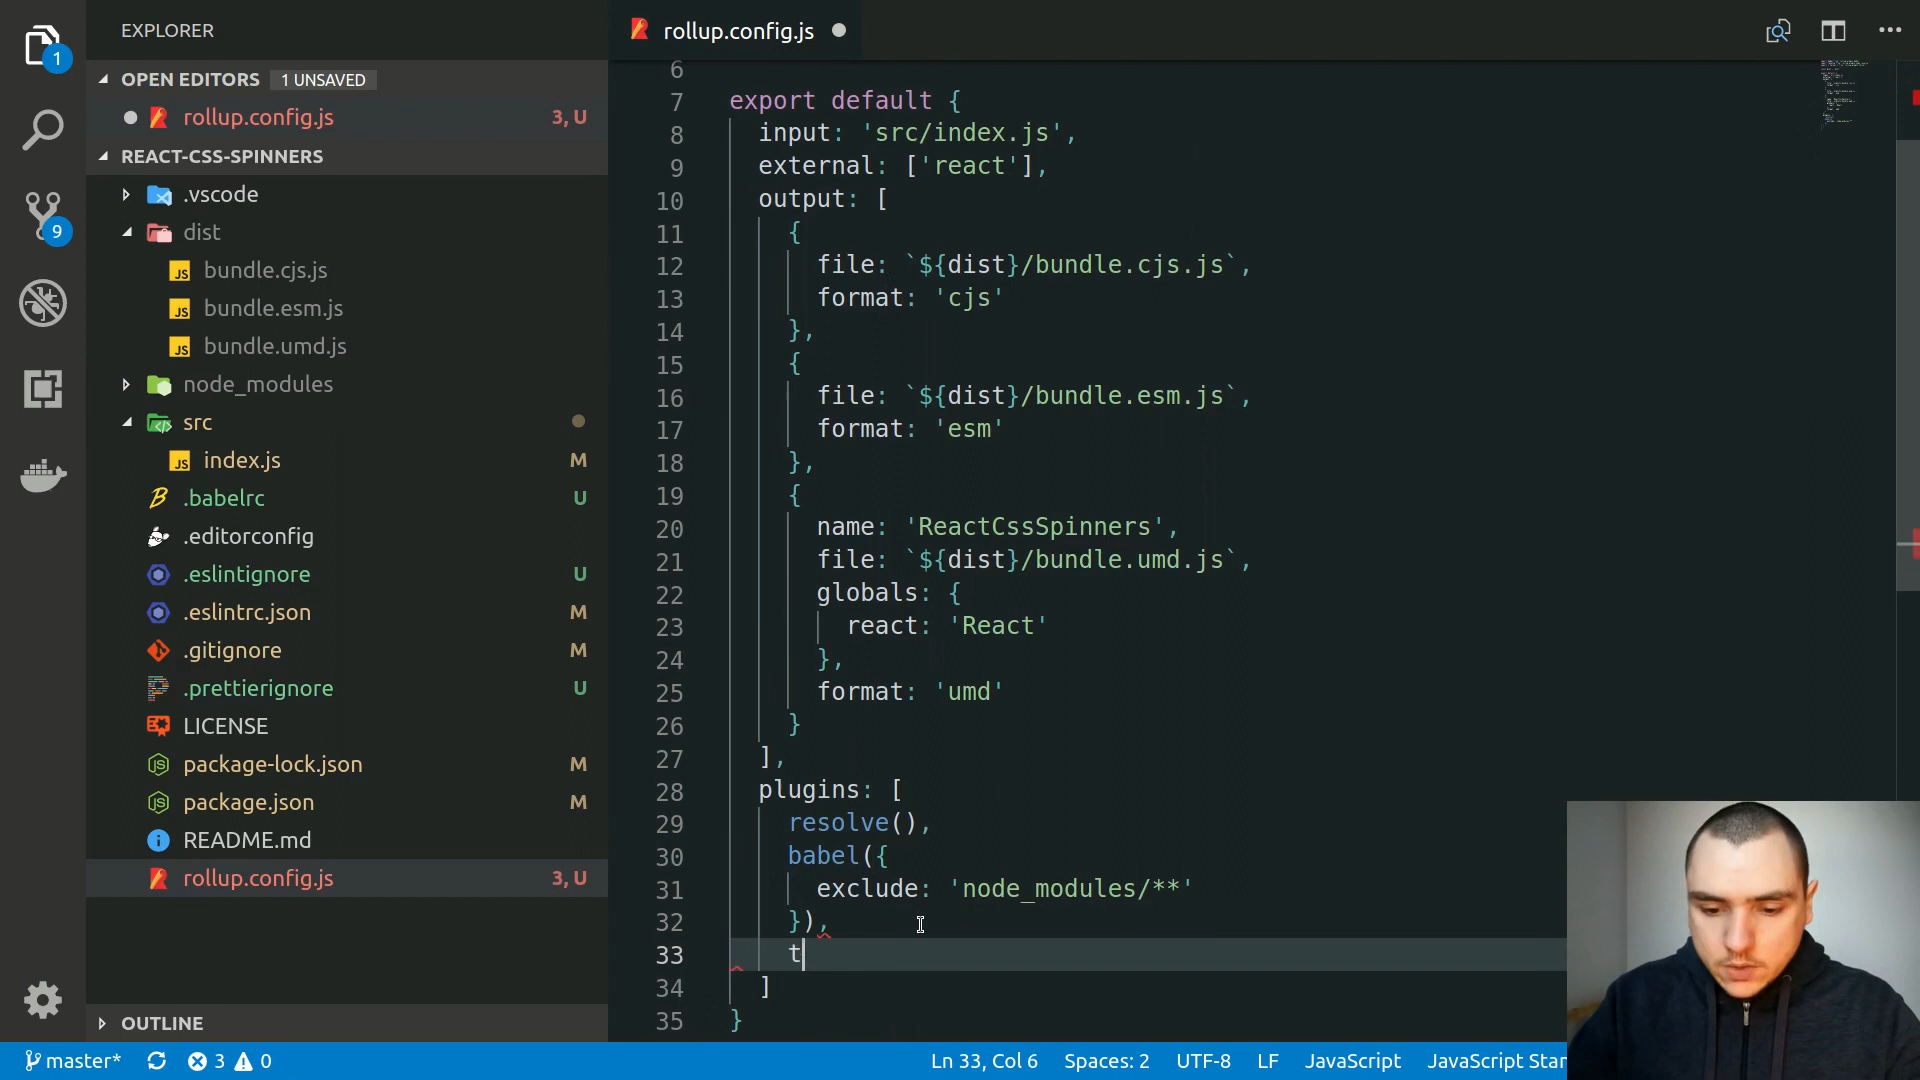 EXPLORER
rollup.config.js
1
OPEN EDITORS 1 UNSAVED
rollup.config.js 3, U
REACT-CSS-SPINNERS
.vscode
dist
bundle.cjs.js
bundle.esm.js
bundle.umd.js
node_modules
src
index.js M
.babelrc U
.editorconfig
.eslintignore U
.eslintrc.json M
.gitignore M
.prettierignore U
LICENSE
package-lock.json M
package.json M
README.md
rollup.config.js 3, U
OUTLINE
9
6
7 export default {
8 input: 'src/index.js',
9 external: ['react'],
10 output: [
11 {
12 file: `${dist}/bundle.cjs.js`,
13 format: 'cjs'
14 },
15 {
16 file: `${dist}/bundle.esm.js`,
17 format: 'esm'
18 },
19 {
20 name: 'ReactCssSpinners',
21 file: `${dist}/bundle.umd.js`,
22 globals: {
23 react: 'React'
24 },
25 format: 'umd'
26 }
27 ],
28 plugins: [
29 resolve(),
30 babel({
31 exclude: 'node_modules/**'
32 }),
33 t
34 ]
35 }
master* 3 0 Ln 33, Col 6 Spaces: 2 UTF-8 LF JavaScript JavaScript Star